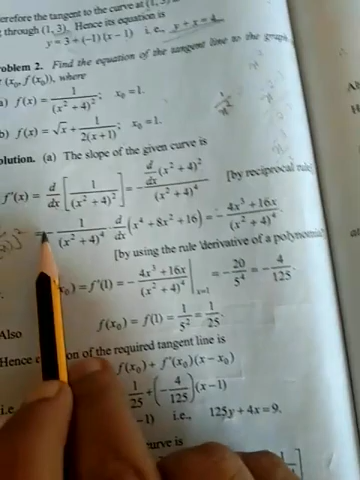 erefore the tangent to the curve at (1, 3)
through (1, 3). Hence its equation is
y = 3 + (-1) (x - 1) i.e., y + x = 4
oblem 2. Find the equation of the tangent line to the graph
(x₀, f(x₀)), where
a) f(x) = 1/(x² + 4)²; x₀ = 1.
b) f(x) = √x + 1/(2(x+1)); x₀ = 1.
lution. (a) The slope of the given curve is
f'(x) = d/dx [1/(x² + 4)²] = - (d/dx (x² + 4)²)/(x² + 4)⁴ [by reciprocal rule]
= - 1/(x² + 4)⁴ · d/dx (x⁴ + 8x² + 16) = - (4x³ + 16x)/(x² + 4)⁴.
[by using the rule 'derivative of a polynomial
x₀) = f'(1) = - (4x³ + 16x)/(x² + 4)⁴ |x=1 = - 20/5⁴ = - 4/125.
Also f(x₀) = f(1) = 1/5² = 1/25.
Hence on of the required tangent line is
f(x₀) + f'(x₀) (x - x₀)
i.e. 1/25 + (- 4/125) (x - 1)
-1) i.e., 125y + 4x = 9.
curve is